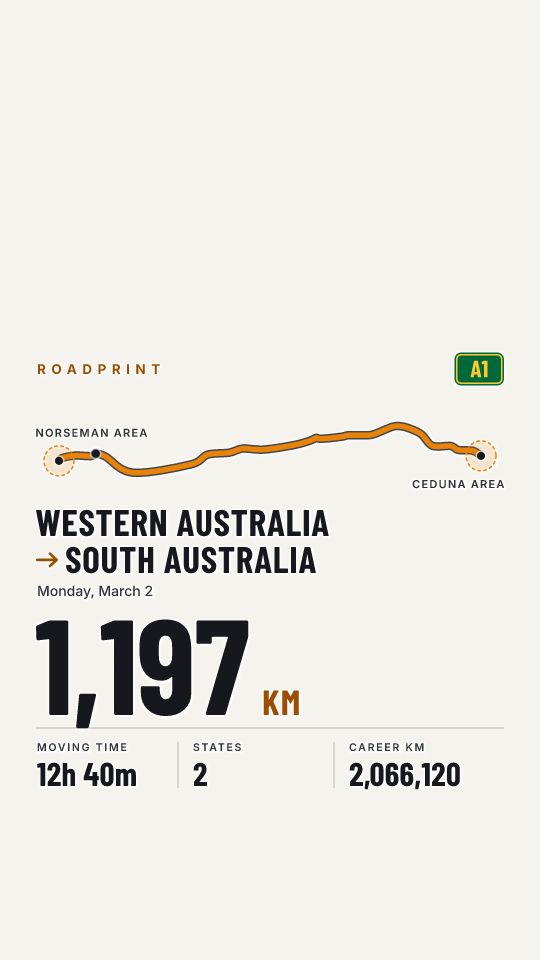 ROADPRINT
A1
NORSEMAN AREA
CEDUNA AREA
WESTERN AUSTRALIA
→ SOUTH AUSTRALIA
Monday, March 2
1,197 KM
MOVING TIME
12h 40m
STATES
2
CAREER KM
2,066,120